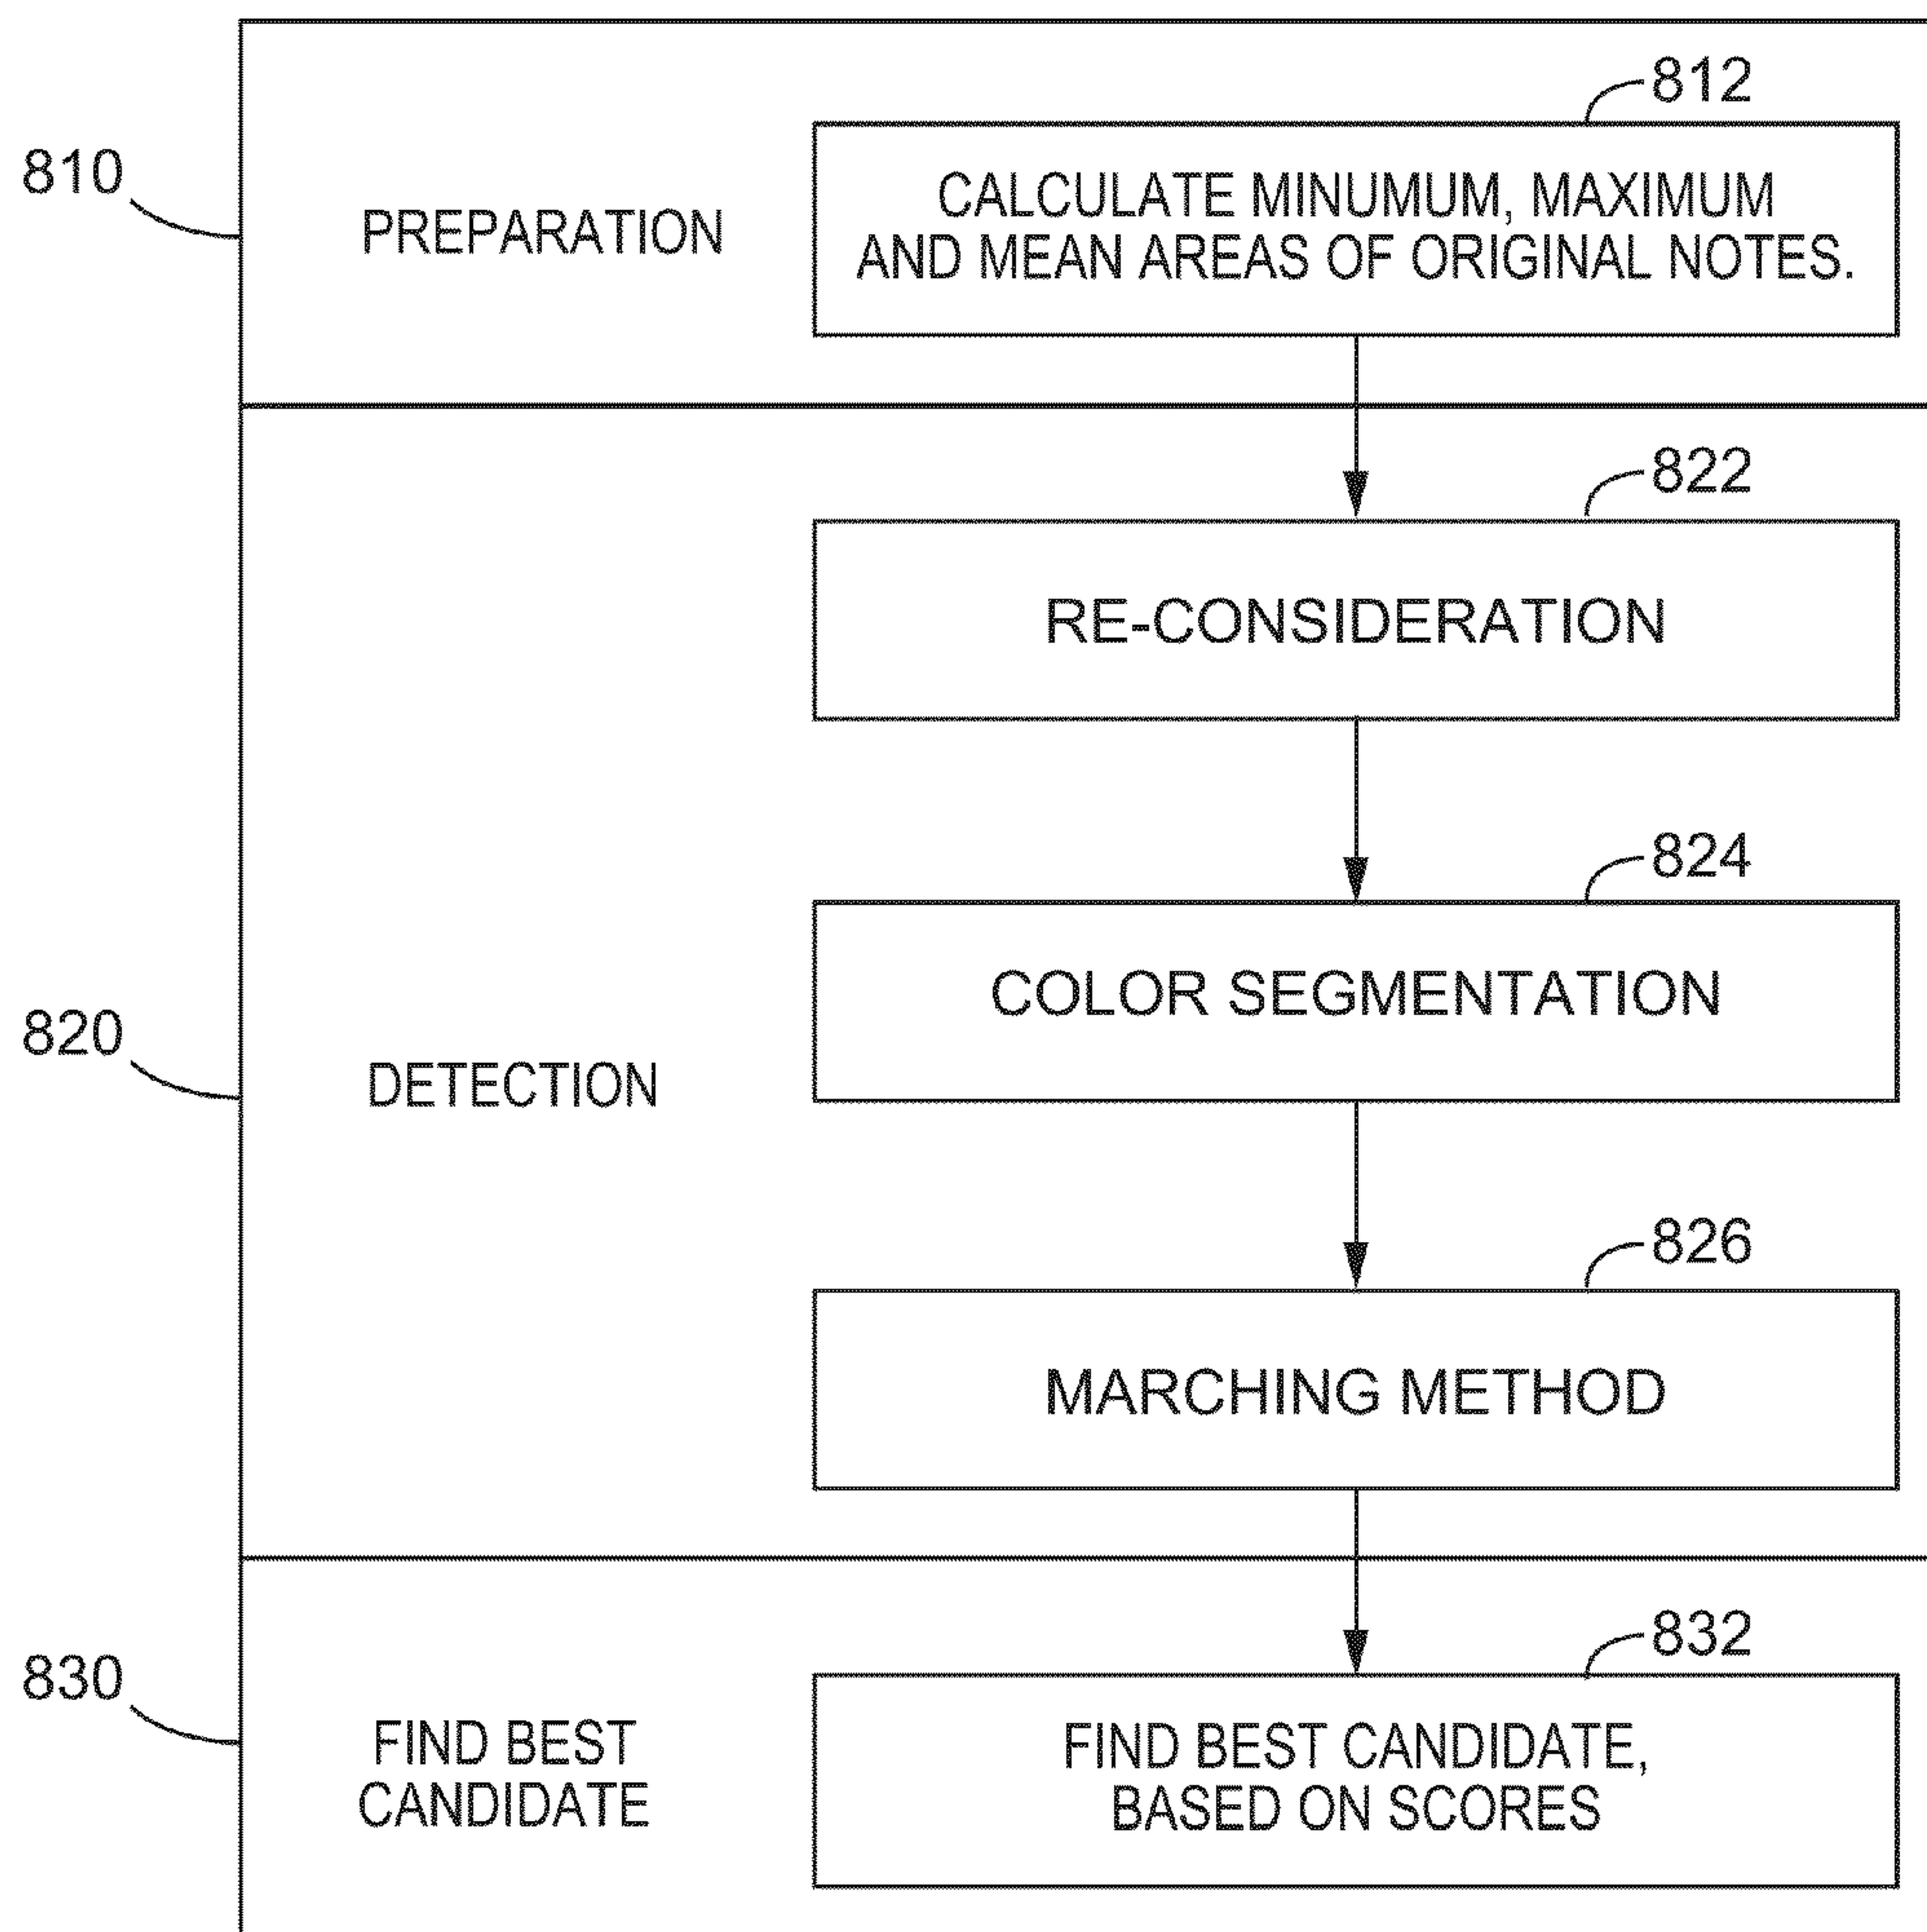 812
810
PREPARATION
CALCULATE MINUMUM, MAXIMUM
AND MEAN AREAS OF ORIGINAL NOTES.
822
RE-CONSIDERATION
824
COLOR SEGMENTATION
820
DETECTION
826
MARCHING METHOD
832
830
FIND BEST
CANDIDATE
FIND BEST CANDIDATE,
BASED ON SCORES